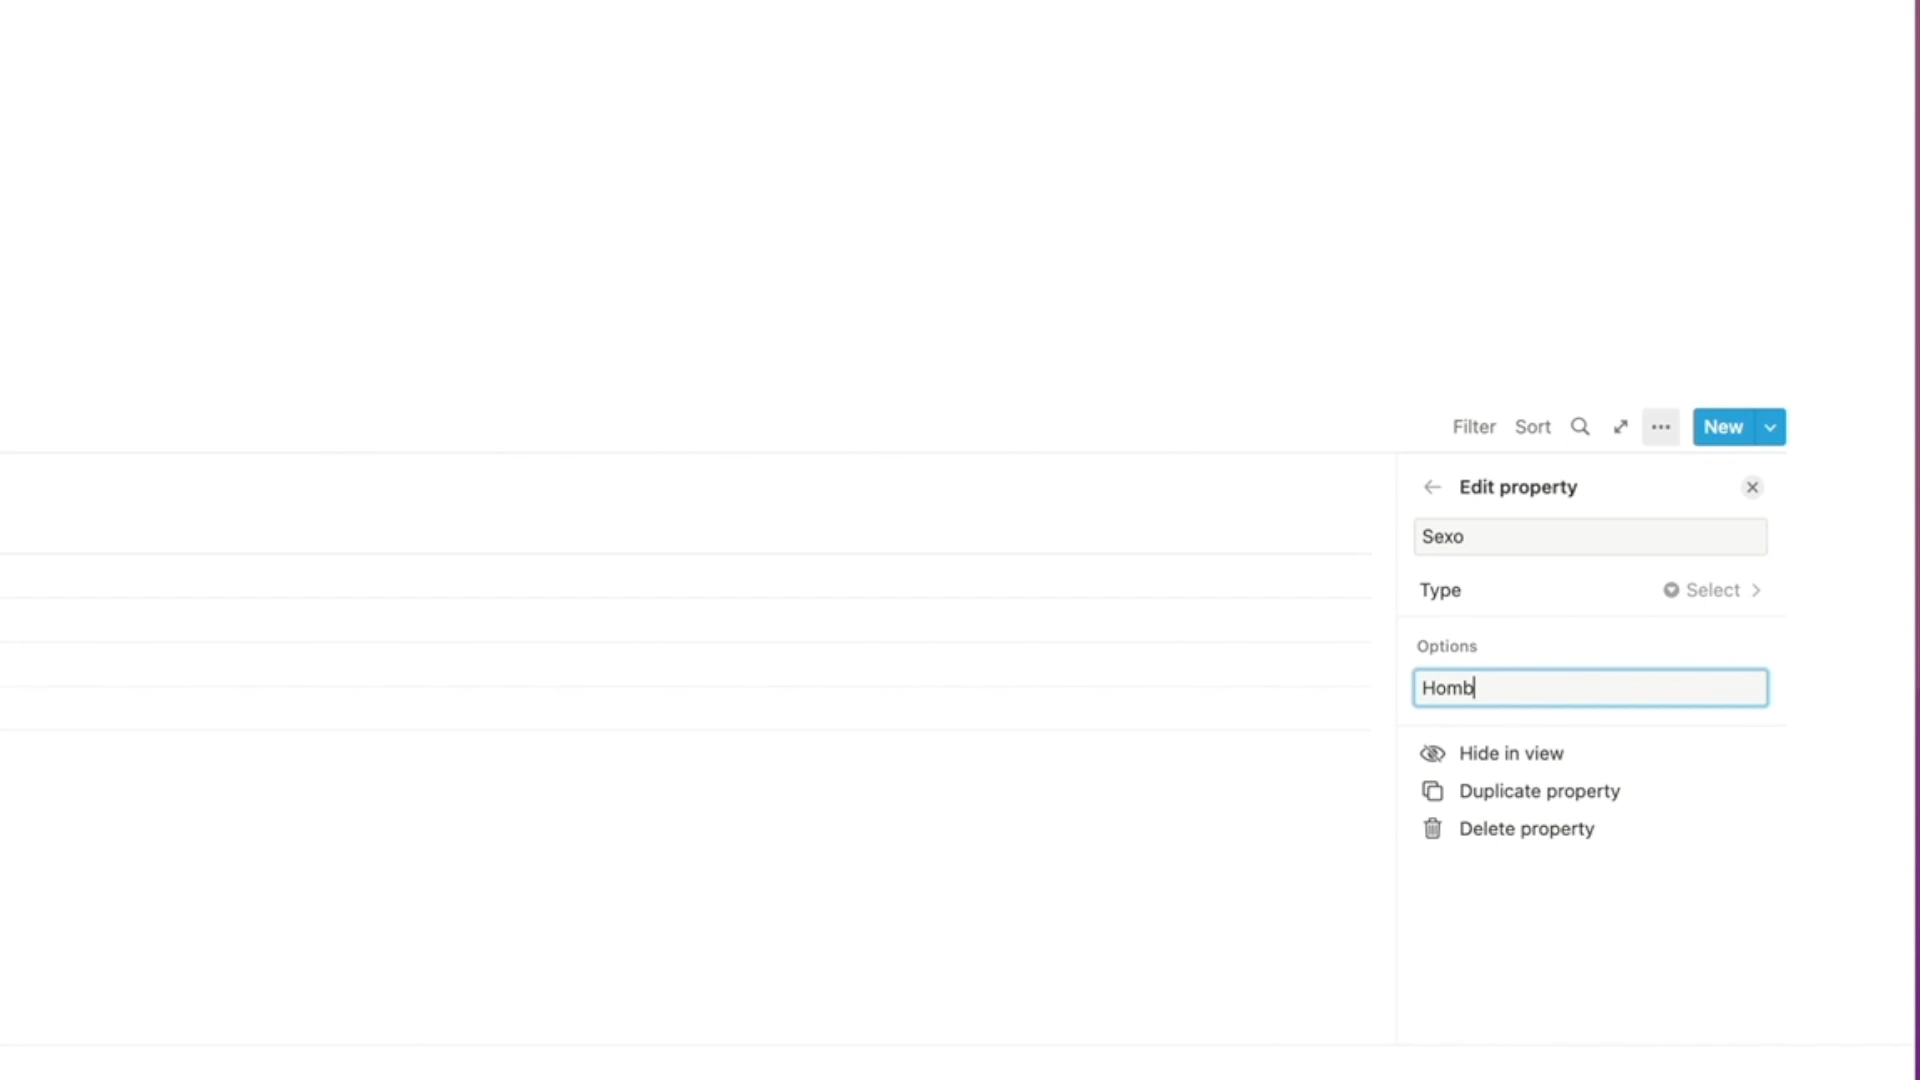 Filter Sort New
Edit property
Sexo
Type Select
Options
Homb
Hide in view
Duplicate property
Delete property